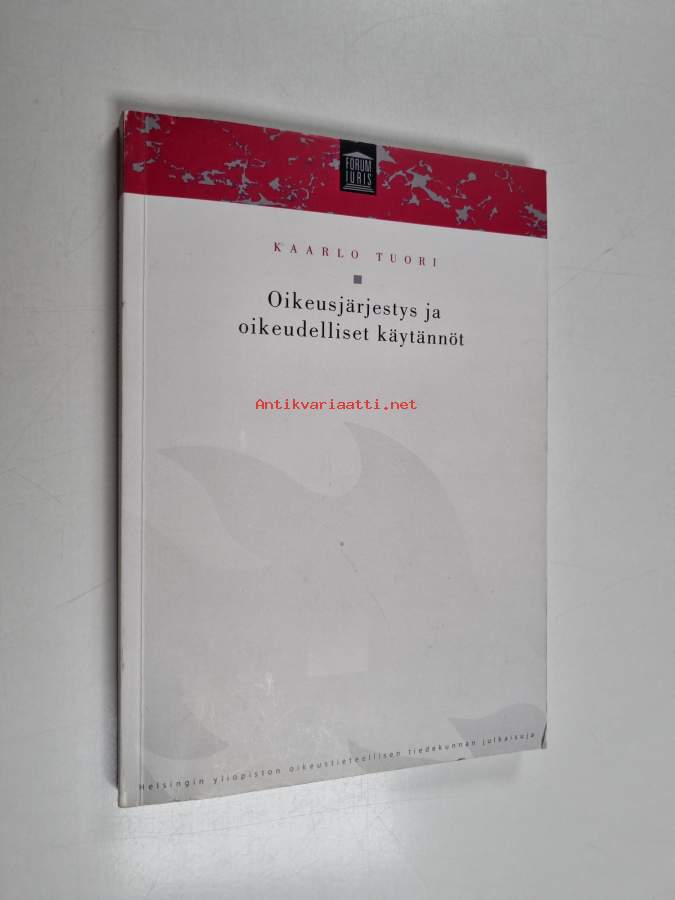 FORUM
IURIS
KAARLO TUORI
Oikeusjärjestys ja
oikeudelliset käytännöt
Antikvariaatti.net
Helsingin yliopiston oikeustieteellisen tiedekunnan julkaisuja